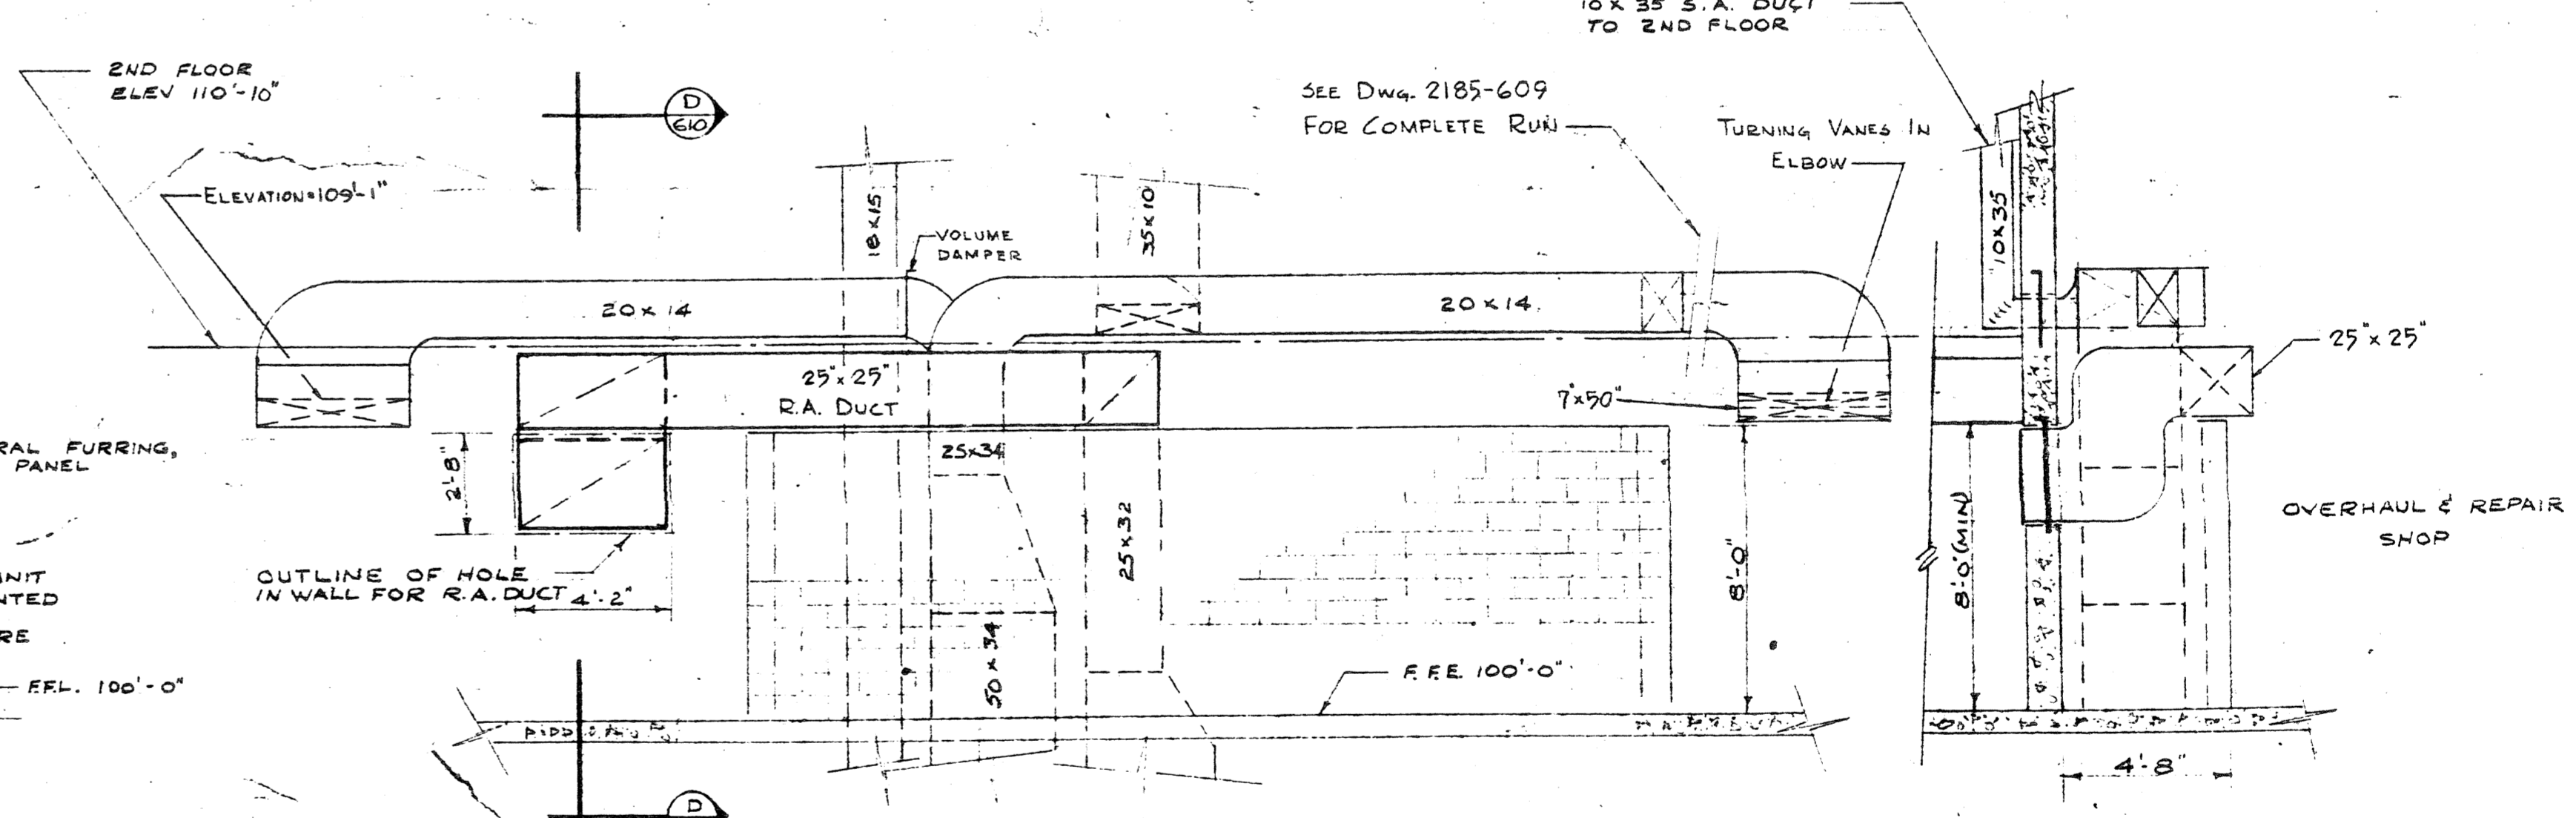 10 x 35 S.A. DUCT
TO 2ND FLOOR
2ND FLOOR
ELEV 110'-10"
D
610
SEE DWG. 2185-609
FOR COMPLETE RUN
TURNING VANES IN
ELBOW
ELEVATION=109'-1"
18x15
VOLUME
DAMPER
35x10
10x35
20x14
20x14
25"x25"
25"x25"
R.A. DUCT
7"x50"
RAL FURRING,
PANEL
2'-8"
25x34
25x32
8'-0"
8'-0"(MIN)
OVERHAUL & REPAIR
SHOP
OUTLINE OF HOLE
IN WALL FOR R.A. DUCT
4'-2"
NIT
NTED
RE
50x34
F.F.E. 100'-0"
F.F.L. 100'-0"
4'-8"
D